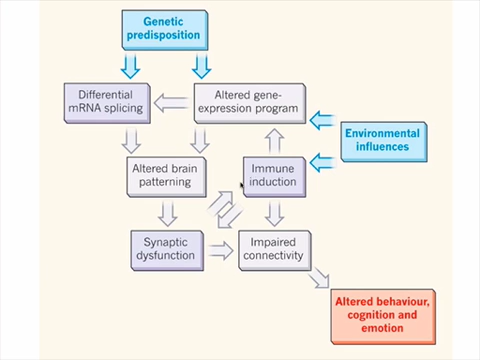 Genetic
predisposition
Differential
mRNA splicing
Altered gene-
expression program
Environmental
influences
Altered brain
patterning
Immune
induction
Synaptic
dysfunction
Impaired
connectivity
Altered behaviour,
cognition and
emotion